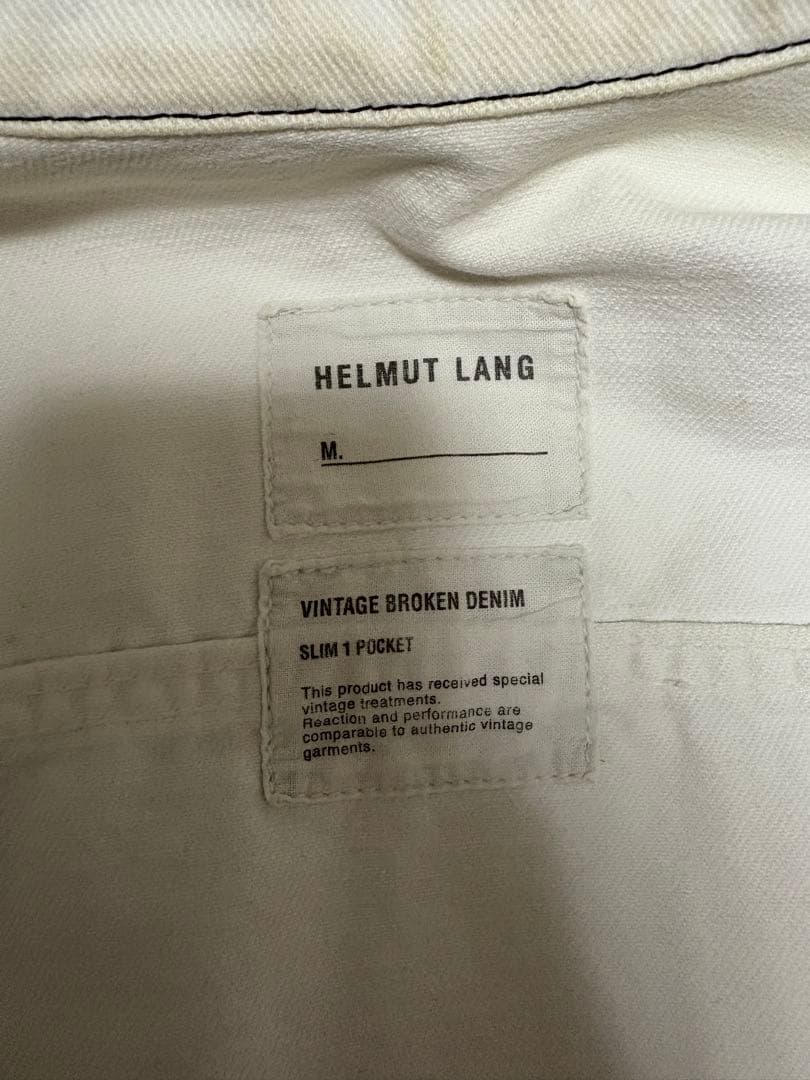 HELMUT LANG
M.
VINTAGE BROKEN DENIM
SLIM 1 POCKET
This product has received special
vintage treatments.
Reaction and performance are
comparable to authentic vintage
garments.